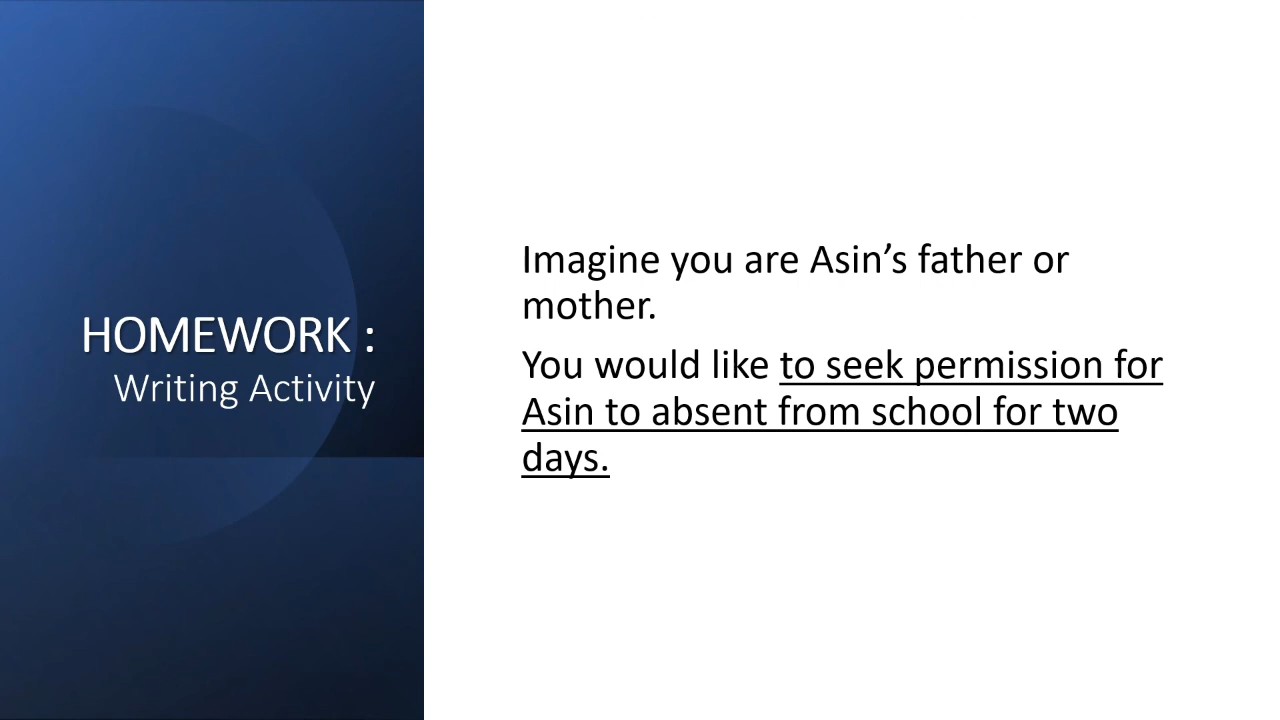 HOMEWORK :
Writing Activity
Imagine you are Asin’s father or
mother.
You would like to seek permission for
Asin to absent from school for two
days.